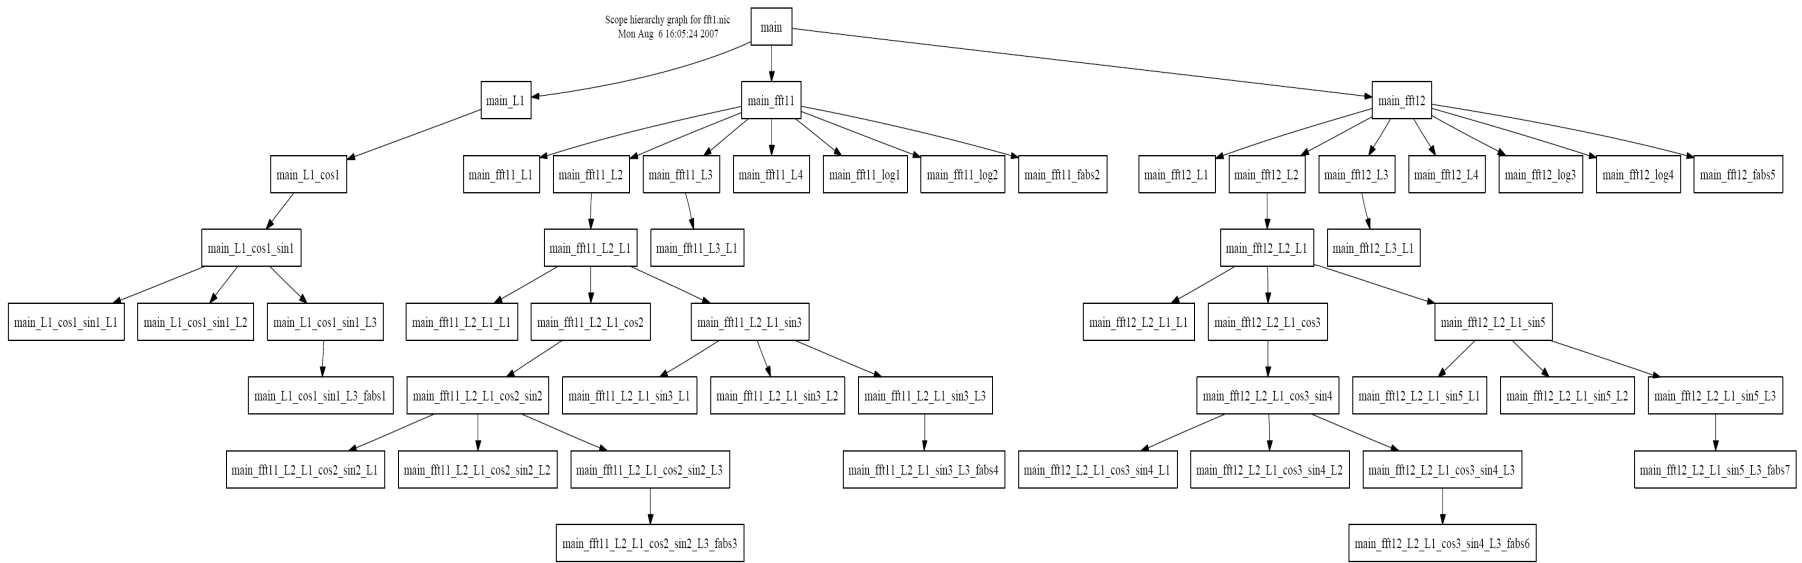 Scope hierarchy graph for fft1.nic
Mon Aug  6 16:05:24 2007
main
main_L1
main_fft11
main_fft12
main_L1_cos1
main_fft11_L1
main_fft11_L2
main_fft11_L3
main_fft11_L4
main_fft11_log1
main_fft11_log2
main_fft11_fabs2
main_fft12_L1
main_fft12_L2
main_fft12_L3
main_fft12_L4
main_fft12_log3
main_fft12_log4
main_fft12_fabs5
main_L1_cos1_sin1
main_fft11_L2_L1
main_fft11_L3_L1
main_fft12_L2_L1
main_fft12_L3_L1
main_L1_cos1_sin1_L1
main_L1_cos1_sin1_L2
main_L1_cos1_sin1_L3
main_fft11_L2_L1_L1
main_fft11_L2_L1_cos2
main_fft11_L2_L1_sin3
main_fft12_L2_L1_L1
main_fft12_L2_L1_cos3
main_fft12_L2_L1_sin5
main_L1_cos1_sin1_L3_fabs1
main_fft11_L2_L1_cos2_sin2
main_fft11_L2_L1_sin3_L1
main_fft11_L2_L1_sin3_L2
main_fft11_L2_L1_sin3_L3
main_fft12_L2_L1_cos3_sin4
main_fft12_L2_L1_sin5_L1
main_fft12_L2_L1_sin5_L2
main_fft12_L2_L1_sin5_L3
main_fft11_L2_L1_cos2_sin2_L1
main_fft11_L2_L1_cos2_sin2_L2
main_fft11_L2_L1_cos2_sin2_L3
main_fft11_L2_L1_sin3_L3_fabs4
main_fft12_L2_L1_cos3_sin4_L1
main_fft12_L2_L1_cos3_sin4_L2
main_fft12_L2_L1_cos3_sin4_L3
main_fft12_L2_L1_sin5_L3_fabs7
main_fft11_L2_L1_cos2_sin2_L3_fabs3
main_fft12_L2_L1_cos3_sin4_L3_fabs6